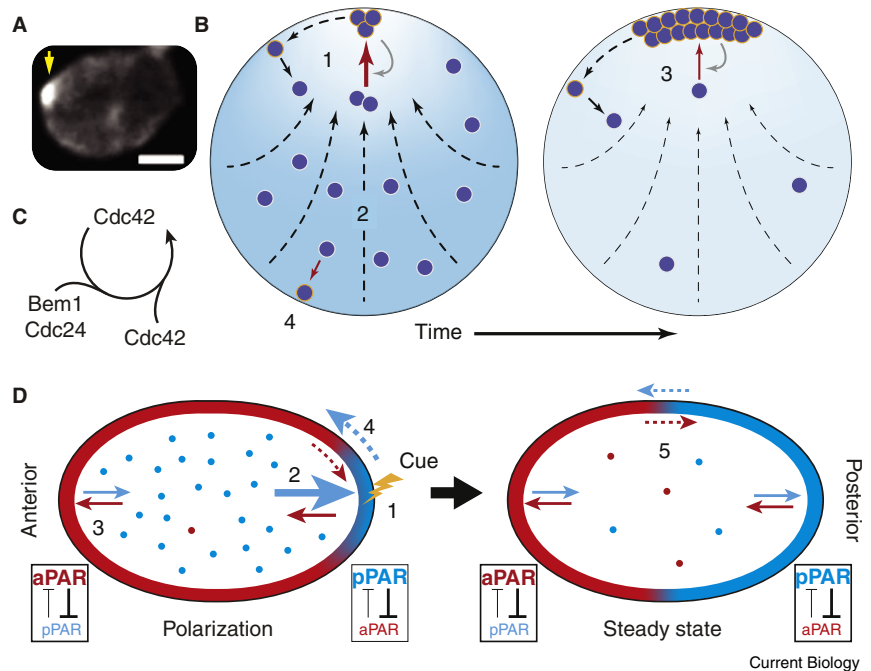 A
B
1
2
3
4
Time
C
Cdc42
Bem1
Cdc24
Cdc42
D
Anterior
3
2
4
Cue
1
aPAR
pPAR
Polarization
pPAR
aPAR
5
Posterior
aPAR
pPAR
Steady state
pPAR
aPAR
Current Biology